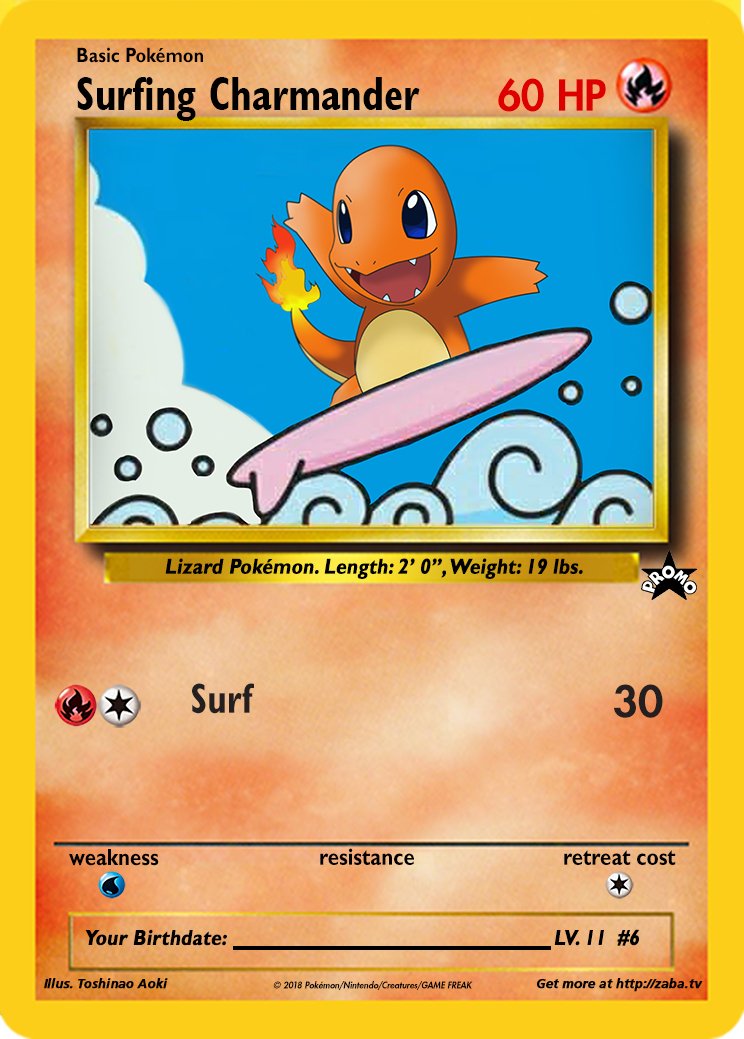 Basic Pokémon
Surfing Charmander 60 HP
Lizard Pokémon. Length: 2’ 0”, Weight: 19 lbs.
PROMO
Surf 30
weakness resistance retreat cost
Your Birthdate: ______________________________ LV. 11 #6
Illus. Toshinao Aoki © 2018 Pokémon/Nintendo/Creatures/GAME FREAK Get more at http://zaba.tv